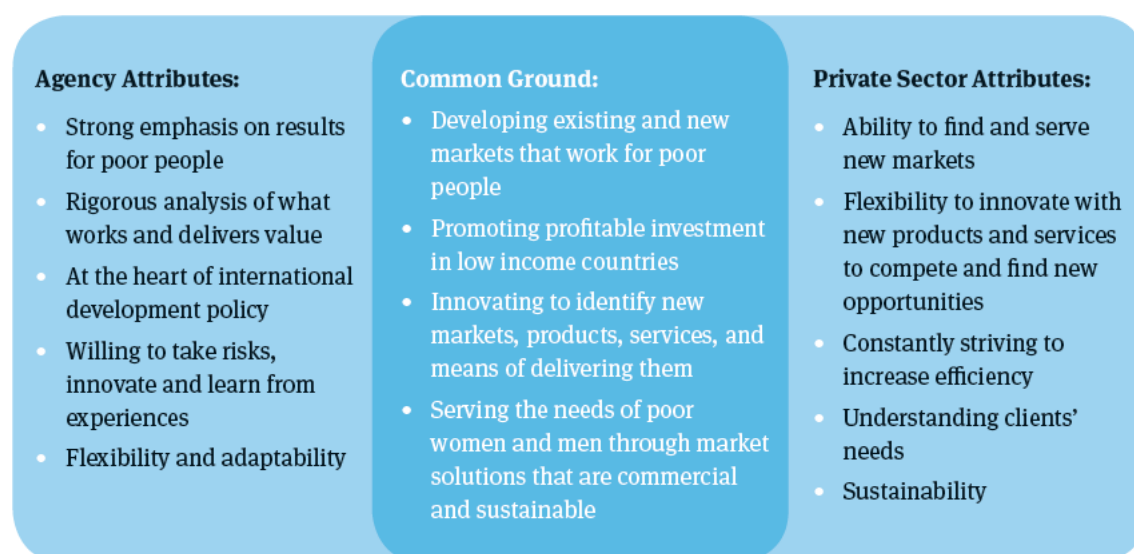 Agency Attributes:
• Strong emphasis on results
for poor people
• Rigorous analysis of what
works and delivers value
• At the heart of international
development policy
• Willing to take risks,
innovate and learn from
experiences
• Flexibility and adaptability
Common Ground:
• Developing existing and new
markets that work for poor
people
• Promoting profitable investment
in low income countries
• Innovating to identify new
markets, products, services, and
means of delivering them
• Serving the needs of poor
women and men through market
solutions that are commercial
and sustainable
Private Sector Attributes:
• Ability to find and serve
new markets
• Flexibility to innovate with
new products and services
to compete and find new
opportunities
• Constantly striving to
increase efficiency
• Understanding clients’
needs
• Sustainability